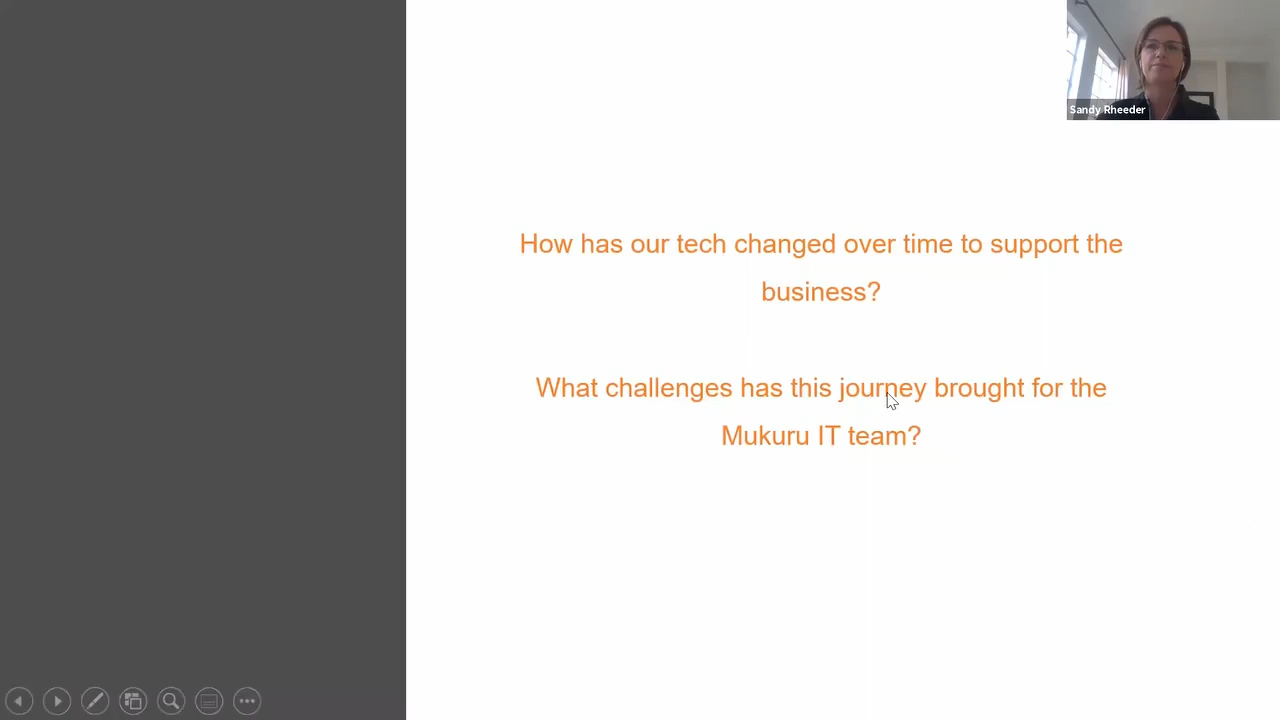 Sandy Rheeder
How has our tech changed over time to support the
business?
What challenges has this journey brought for the
Mukuru IT team?